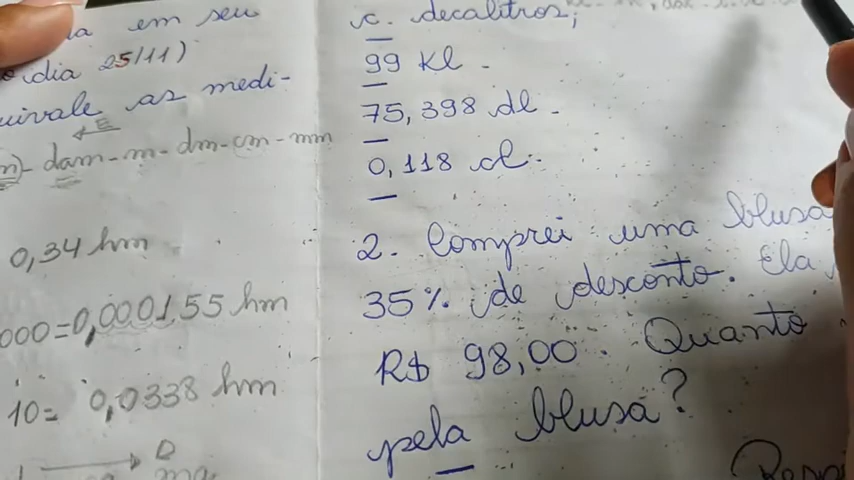 em seu
dia 25/11)
as medi-
dam-m-dm-cm-mm
0,34 hm
000=0,000155 hm
10= 0,0338 hm
c. decalitros;
99 Kl.
75,398 dl.
0,118 cl.
2. Comprei uma blusa
35% de desconto. Ela
R$ 98,00. Quanto
pela blusa?